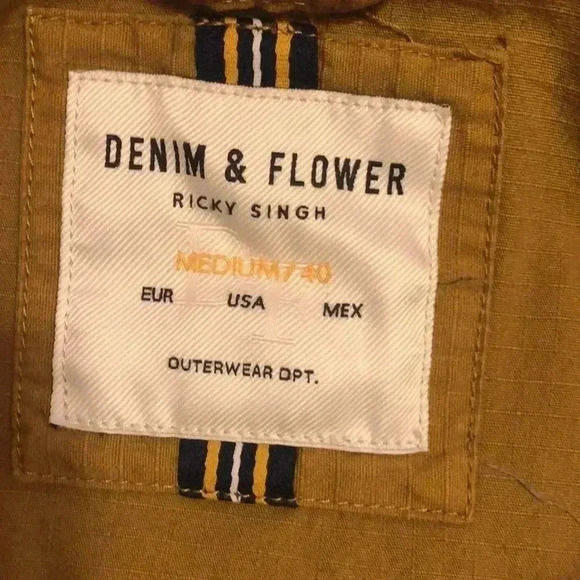 DENIM & FLOWER
RICKY SINGH
MEDIUM/40
EUR USA MEX
OUTERWEAR DPT.